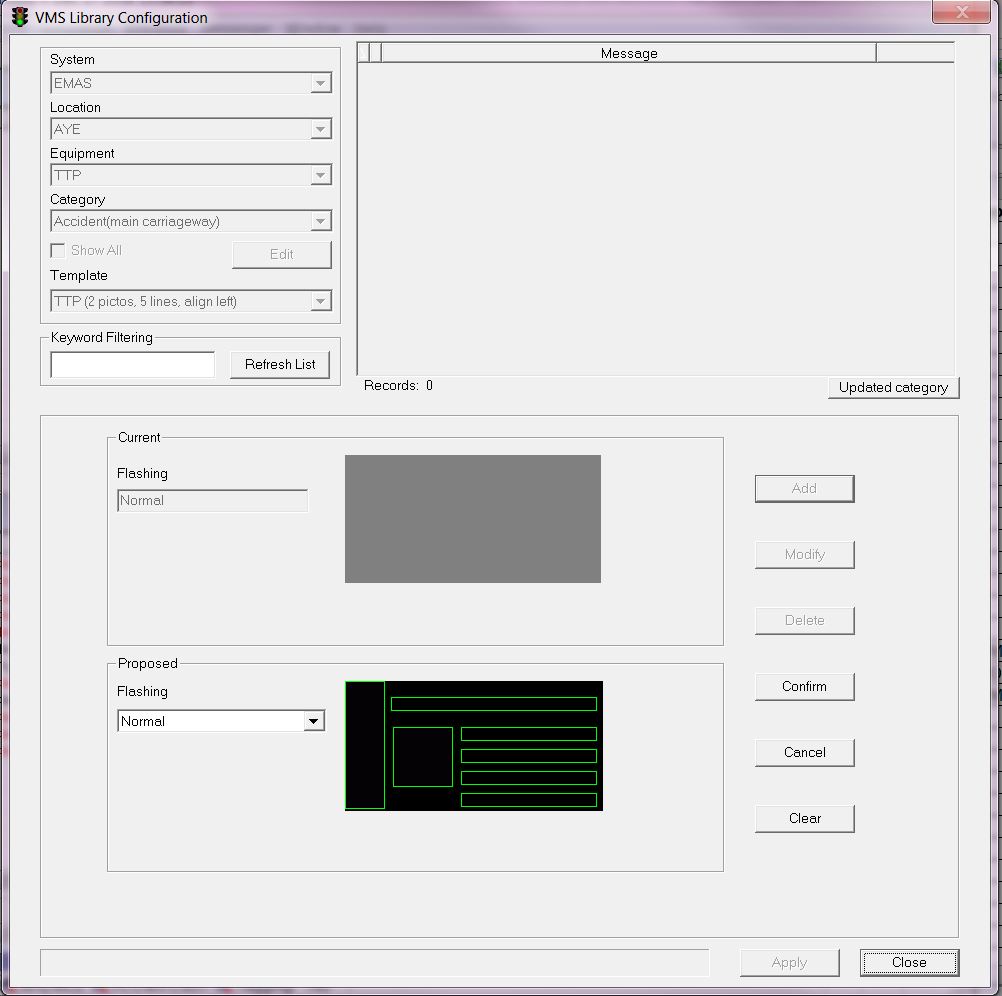 VMS Library Configuration
System
EMAS
Location
AYE
Equipment
TTP
Category
Accident(main carriageway)
Show All
Edit
Template
TTP (2 pictos, 5 lines, align left)
Keyword Filtering
Refresh List
Message
Records: 0
Updated category
Current
Flashing
Normal
Proposed
Flashing
Normal
Add
Modify
Delete
Confirm
Cancel
Clear
Apply
Close